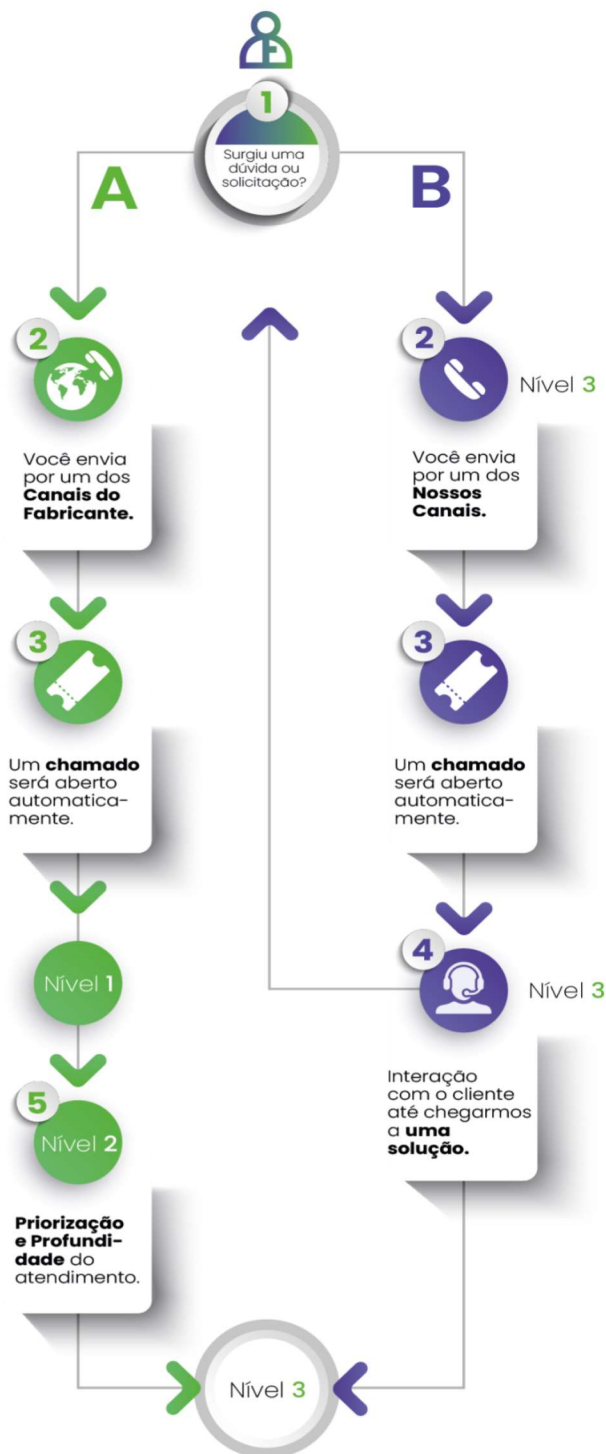 1
Surgiu uma
dúvida ou
solicitação?
A
2
Você envia
por um dos
Canais do
Fabricante.
3
Um chamado
será aberto
automatica-
mente.
Nível 1
5
Nível 2
Priorização
e Profundi-
dade do
atendimento.
B
2
Nível 3
Você envia
por um dos
Nossos
Canais.
3
Um chamado
será aberto
automatica-
mente.
4
Nível 3
Interação
com o cliente
até chegarmos
a uma
solução.
Nível 3